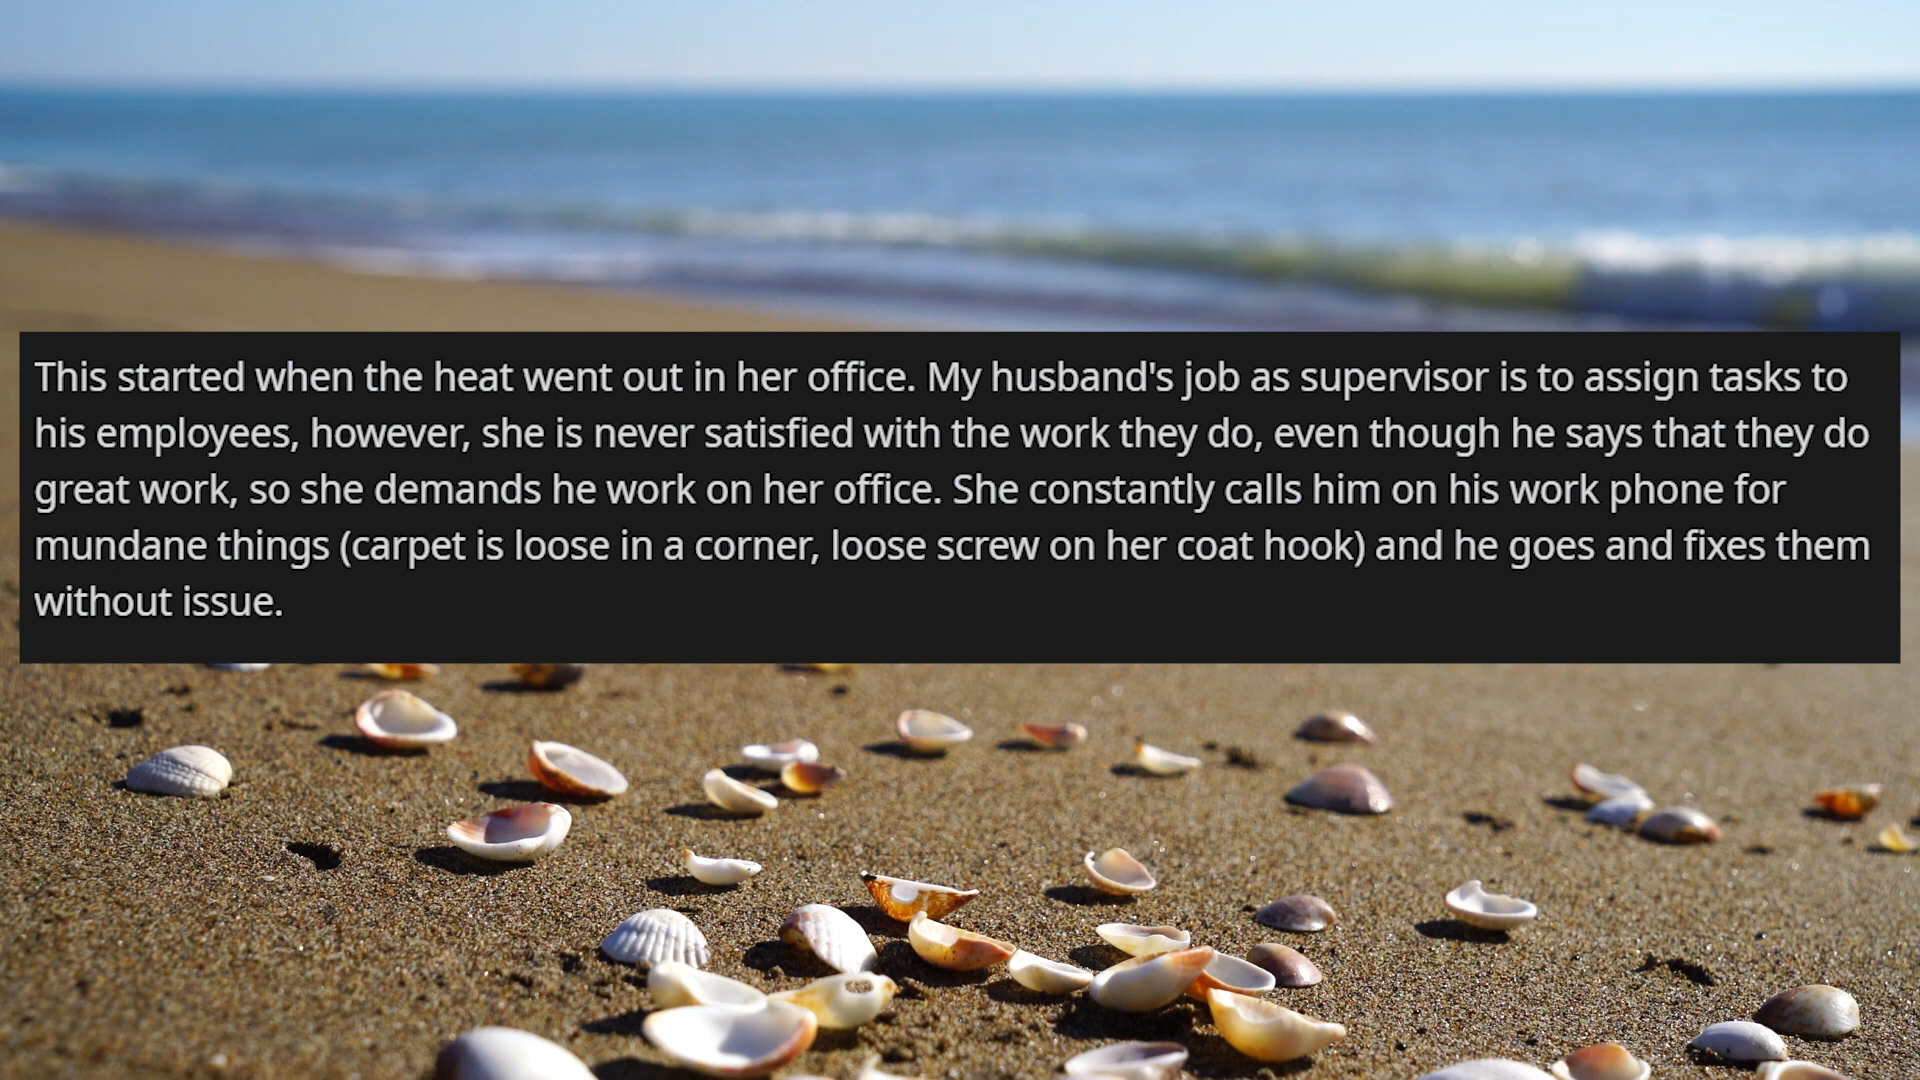 This started when the heat went out in her office. My husband's job as supervisor is to assign tasks to
his employees, however, she is never satisfied with the work they do, even though he says that they do
great work, so she demands he work on her office. She constantly calls him on his work phone for
mundane things (carpet is loose in a corner, loose screw on her coat hook) and he goes and fixes them
without issue.